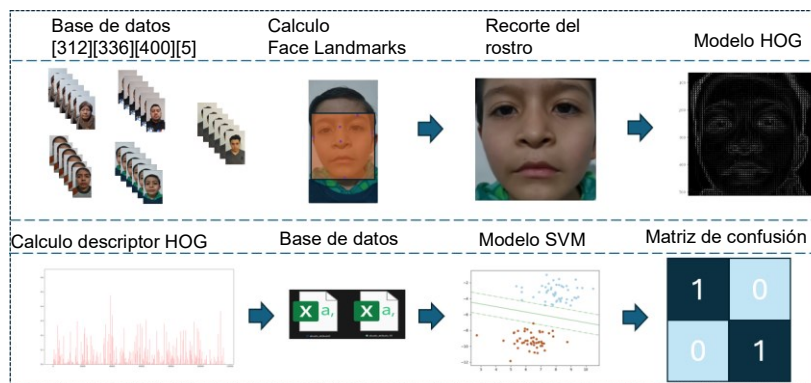 Base de datos
[312][336][400][5]
Calculo
Face Landmarks
Recorte del
rostro
Modelo HOG
Calculo descriptor HOG
Base de datos
Modelo SVM
Matriz de confusión
X a,
X a,
1 0
0 1